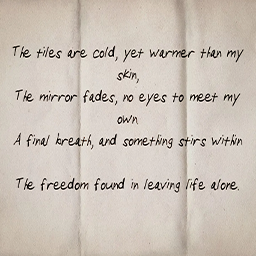 The tiles are cold, yet warmer than my
skin,
The mirror fades, no eyes to meet my
own
A final breath, and something stirs within
The freedom found in leaving life alone.